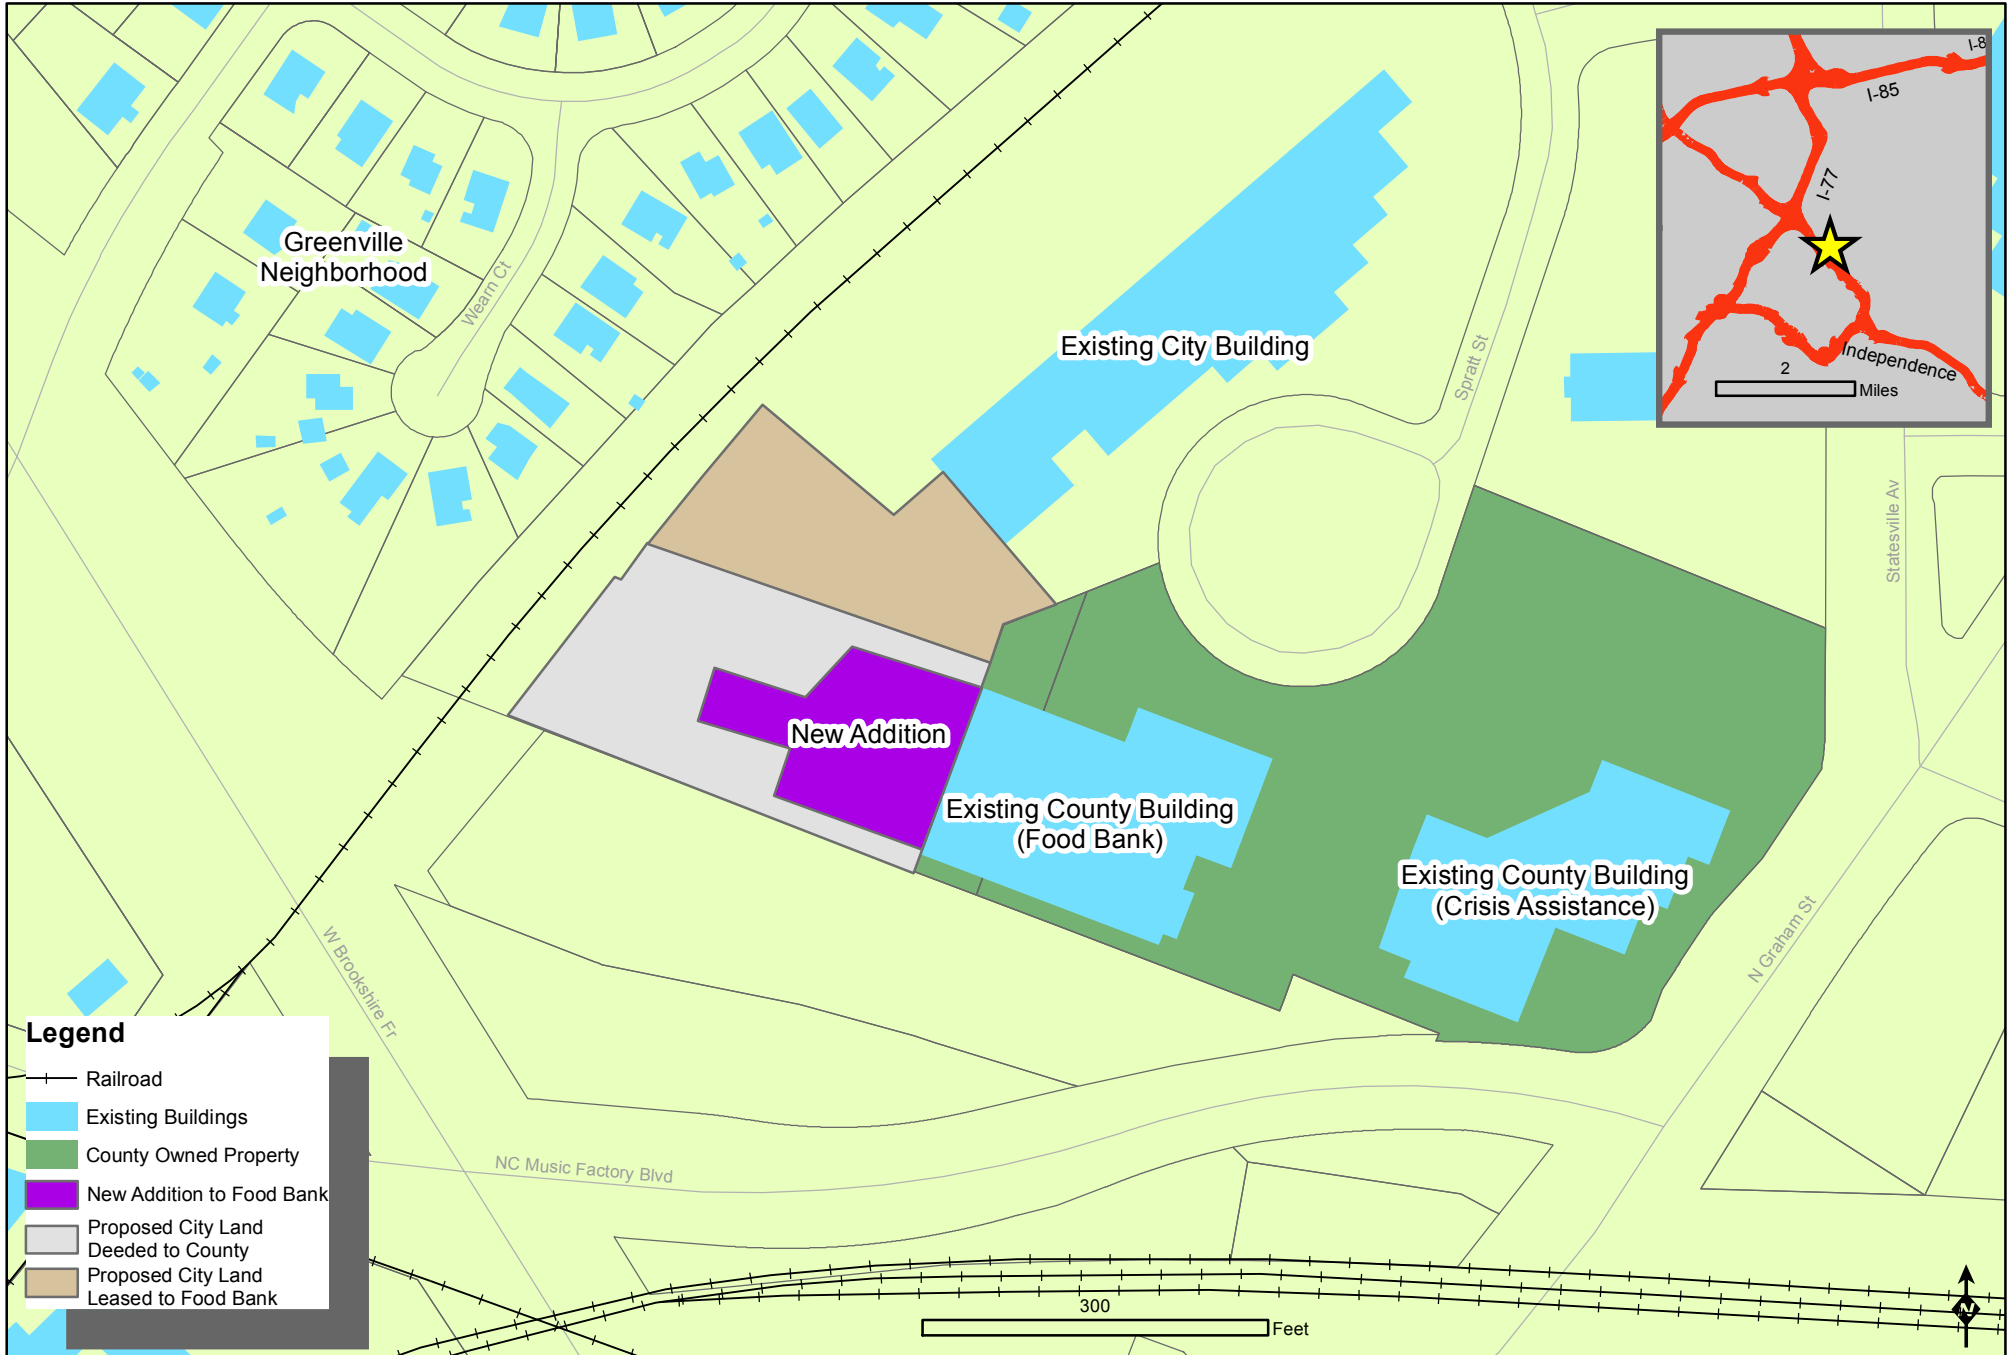 I-8
I-85
I-77
Independence
2
Miles
Greenville
Neighborhood
Wearn Ct
Existing City Building
Spratt St
Statesville Av
New Addition
Existing County Building
(Food Bank)
Existing County Building
(Crisis Assistance)
N Graham St
W Brookshire Fr
NC Music Factory Blvd
Legend
Railroad
Existing Buildings
County Owned Property
New Addition to Food Bank
Proposed City Land
Deeded to County
Proposed City Land
Leased to Food Bank
300
Feet
N